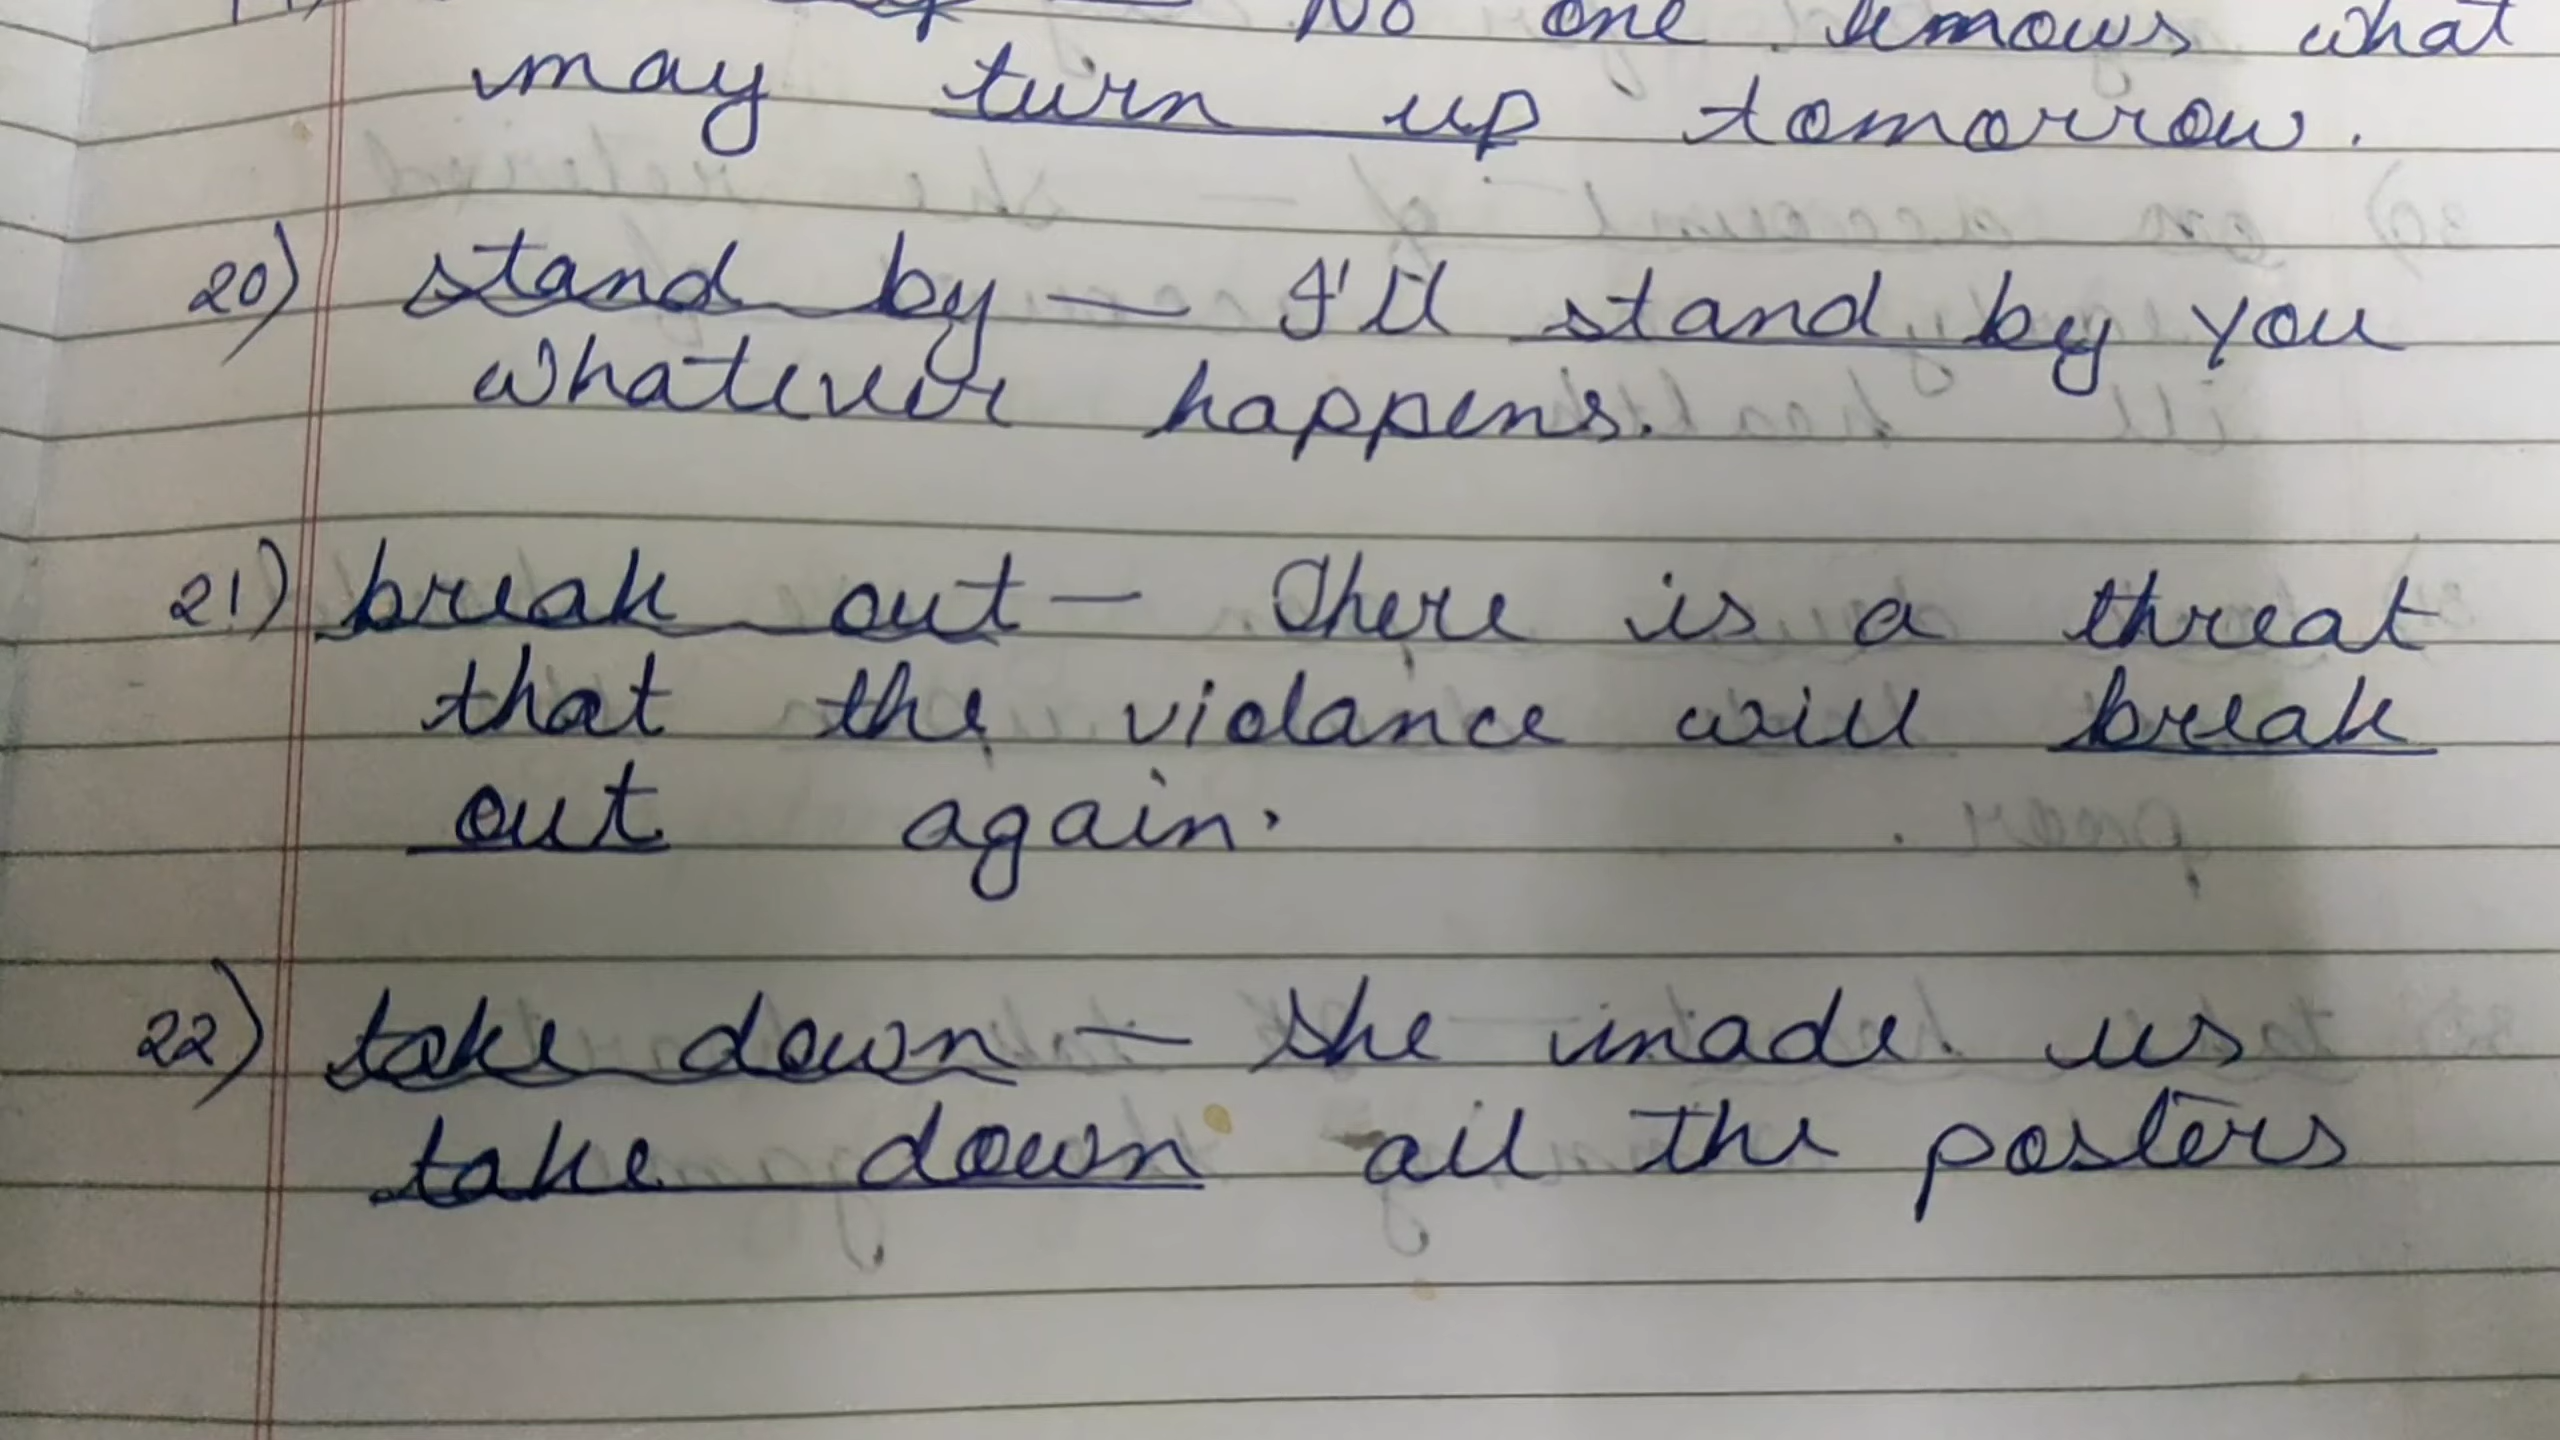 No one knows what
may turn up tomorrow.
20) stand by — I'll stand by you
whatever happens.
21) break out — There is a threat
that the violance will break
out again.
22) take down — She made us
take down all the posters